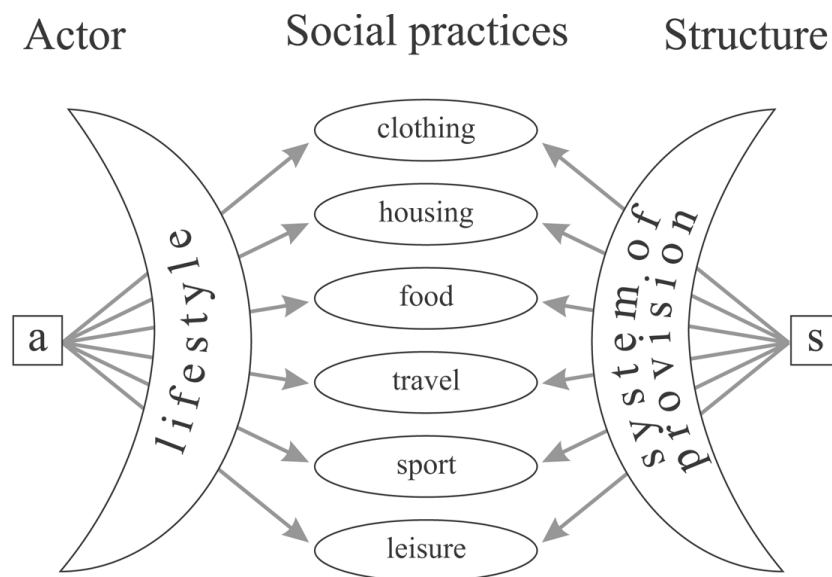 Actor
Social practices
Structure
clothing
housing
food
travel
sport
leisure
a
lifestyle
system of
provision
s